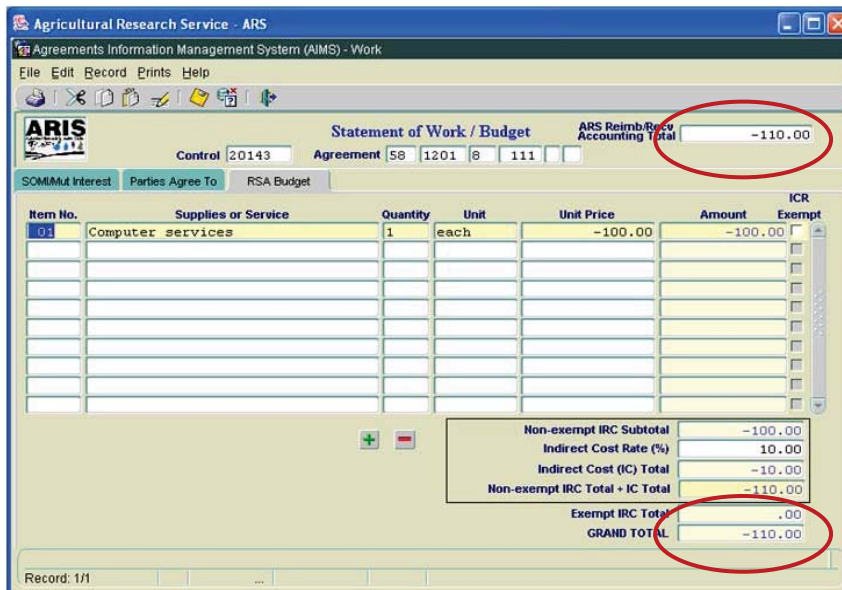 Agricultural Research Service - ARS
Agreements Information Management System (AIMS) - Work
File Edit Record Prints Help
ARIS
Statement of Work / Budget
ARS Reimb/Recv
Accounting Total -110.00
Control 20143 Agreement 58 1201 8 111
SOMI/Mut Interest Parties Agree To RSA Budget
ICR
Item No. Supplies or Service Quantity Unit Unit Price Amount Exempt
01 Computer services 1 each -100.00 -100.00
Non-exempt IRC Subtotal -100.00
Indirect Cost Rate (%) 10.00
Indirect Cost (IC) Total -10.00
Non-exempt IRC Total + IC Total -110.00
Exempt IRC Total .00
GRAND TOTAL -110.00
Record: 1/1 ...